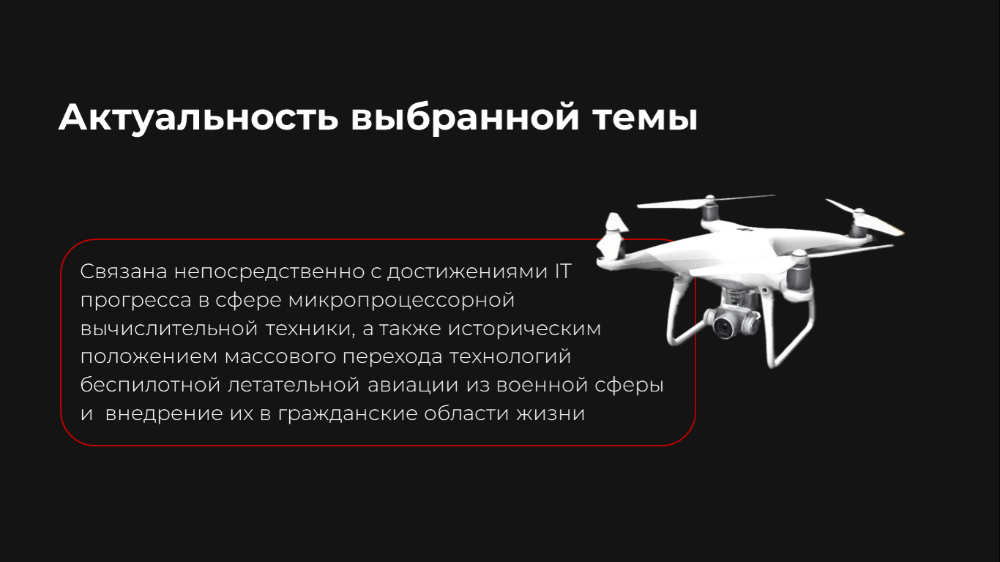 Актуальность выбранной темы
Связана непосредственно с достижениями IT
прогресса в сфере микропроцессорной
вычислительной техники, а также историческим
положением массового перехода технологий
беспилотной летательной авиации из военной сферы
и  внедрение их в гражданские области жизни